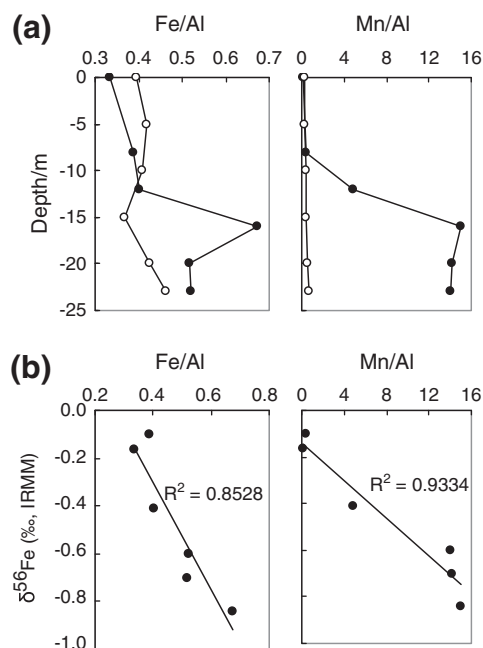 (a)
Fe/Al
Mn/Al
0.3 0.4 0.5 0.6 0.7
0 4 8 12 16
Depth/m
0
-5
-10
-15
-20
-25
(b)
Fe/Al
Mn/Al
0.2 0.4 0.6 0.8
0 4 8 12 16
δ⁵⁶Fe (‰, IRMM)
0.0
-0.2
-0.4
-0.6
-0.8
-1.0
R² = 0.8528
R² = 0.9334